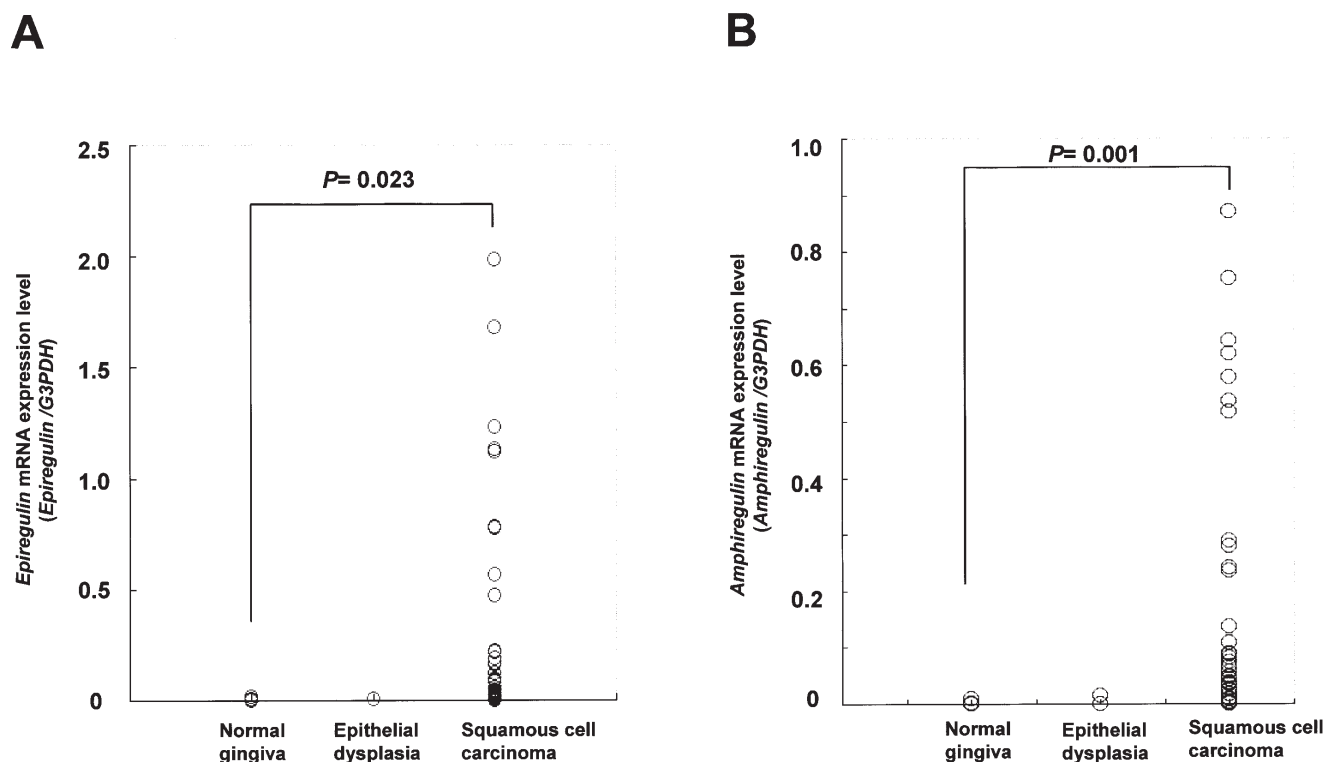 A
2.5
2.0
1.5
1.0
0.5
0
P= 0.023
Epiregulin mRNA expression level
(Epiregulin /G3PDH)
Normal
gingiva
Epithelial
dysplasia
Squamous cell
carcinoma
B
1.0
0.8
0.6
0.4
0.2
0
P= 0.001
Amphiregulin mRNA expression level
(Amphiregulin /G3PDH)
Normal
gingiva
Epithelial
dysplasia
Squamous cell
carcinoma